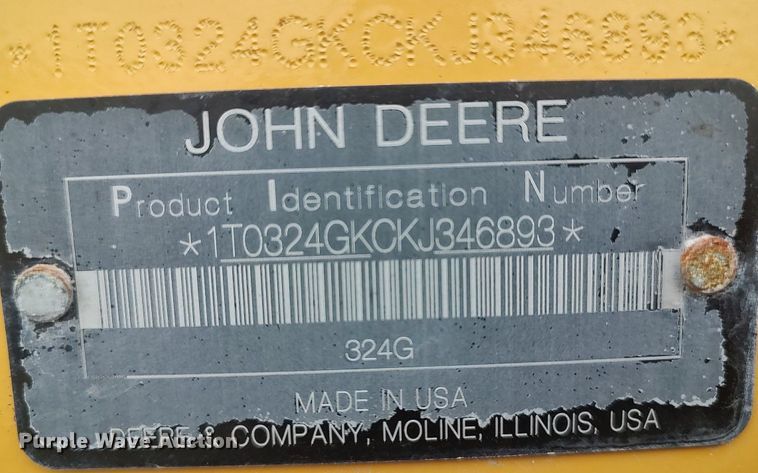 *1T0324GKCKJ346893*
JOHN DEERE
Product Identification Number
*1T0324GKCKJ346893*
324G
MADE IN USA
DEERE & COMPANY, MOLINE, ILLINOIS, USA
Purple Wave Auction